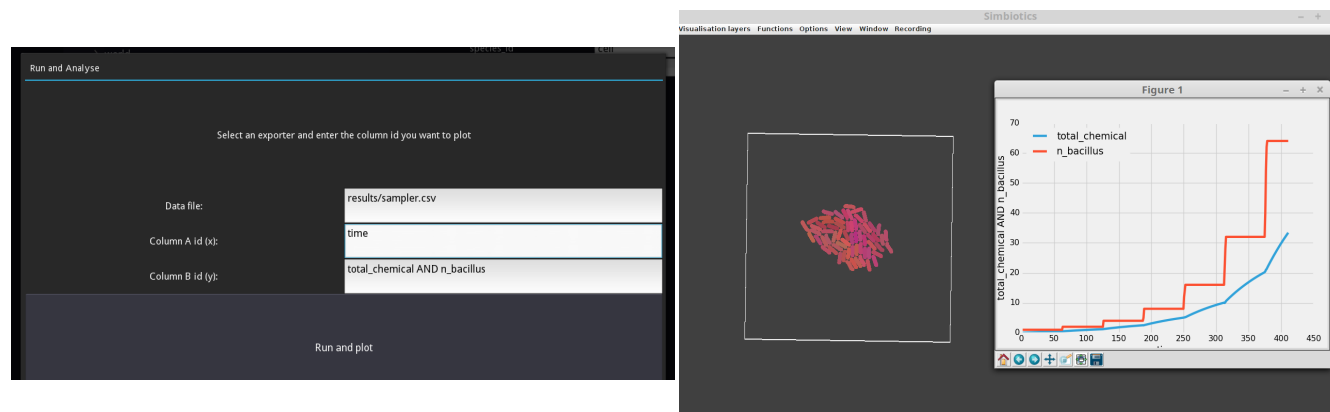 species_id
Run and Analyse
Select an exporter and enter the column id you want to plot
Data file:
results/sampler.csv
Column A id (x):
time
Column B id (y):
total_chemical AND n_bacillus
Run and plot
Simbiotics
Visualisation layers Functions Options View Window Recording
Figure 1
total_chemical
n_bacillus
total_chemical AND n_bacillus
70
60
50
40
30
20
10
0
0 50 100 150 200 250 300 350 400 450